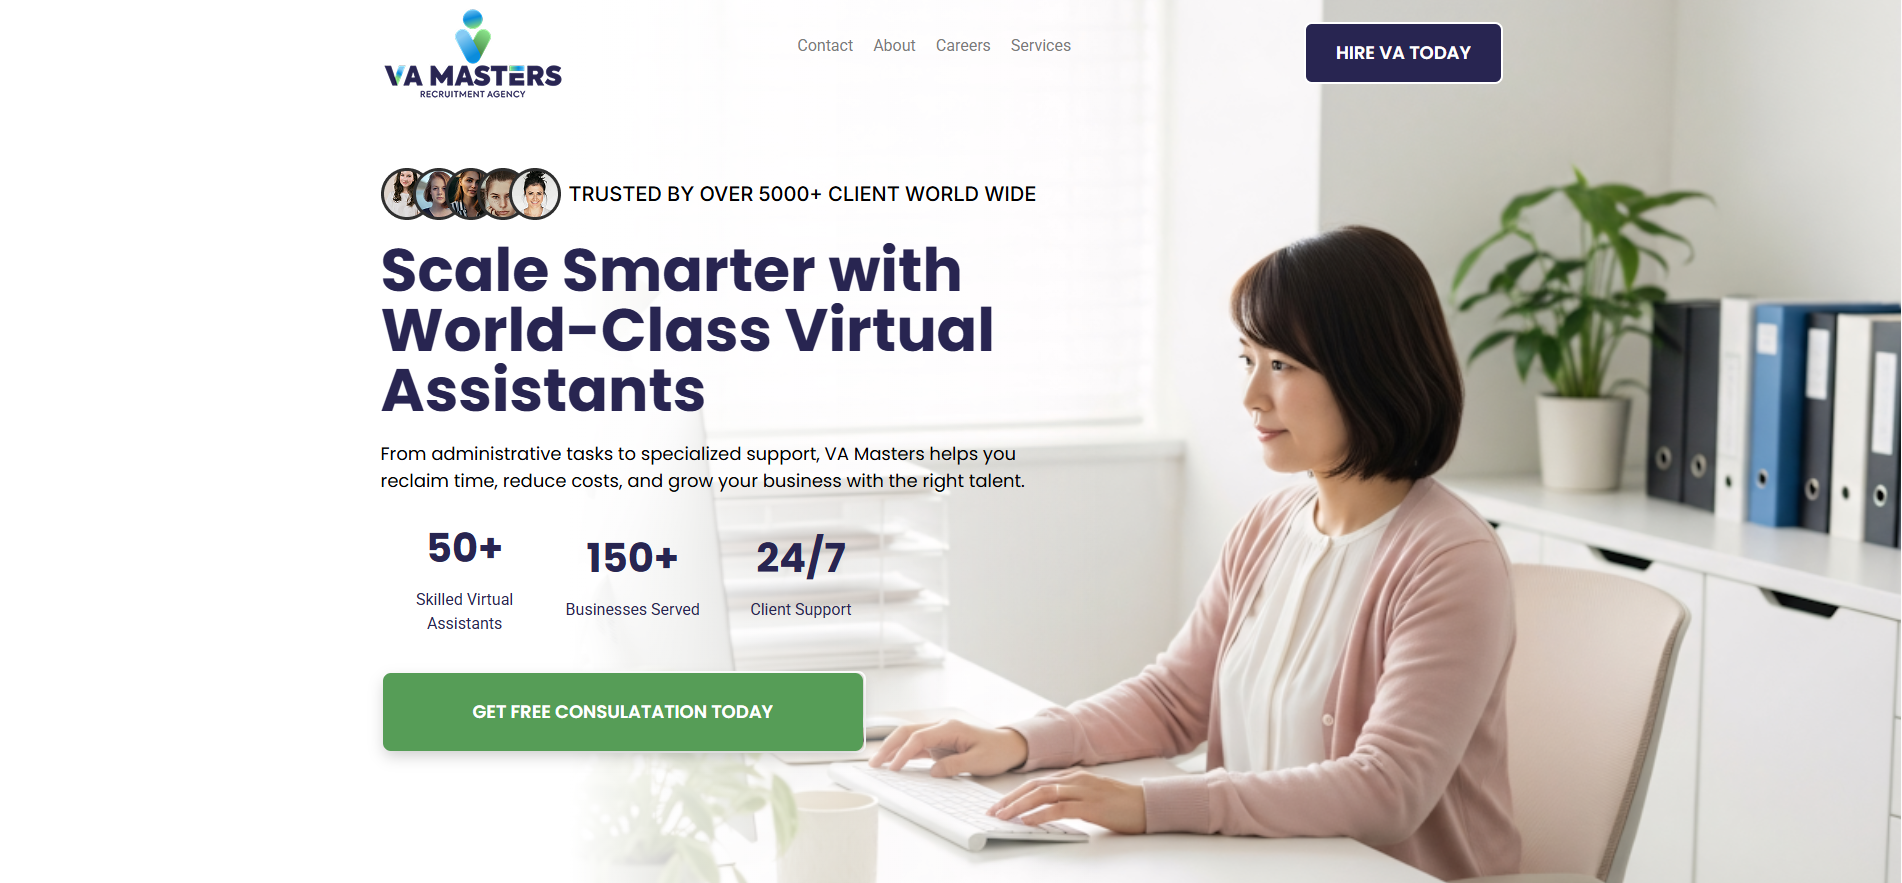 VA MASTERS
RECRUITMENT AGENCY
Contact About Careers Services
HIRE VA TODAY
TRUSTED BY OVER 5000+ CLIENT WORLD WIDE
Scale Smarter with
World-Class Virtual
Assistants
From administrative tasks to specialized support, VA Masters helps you
reclaim time, reduce costs, and grow your business with the right talent.
50+
Skilled Virtual
Assistants
150+
Businesses Served
24/7
Client Support
GET FREE CONSULATATION TODAY